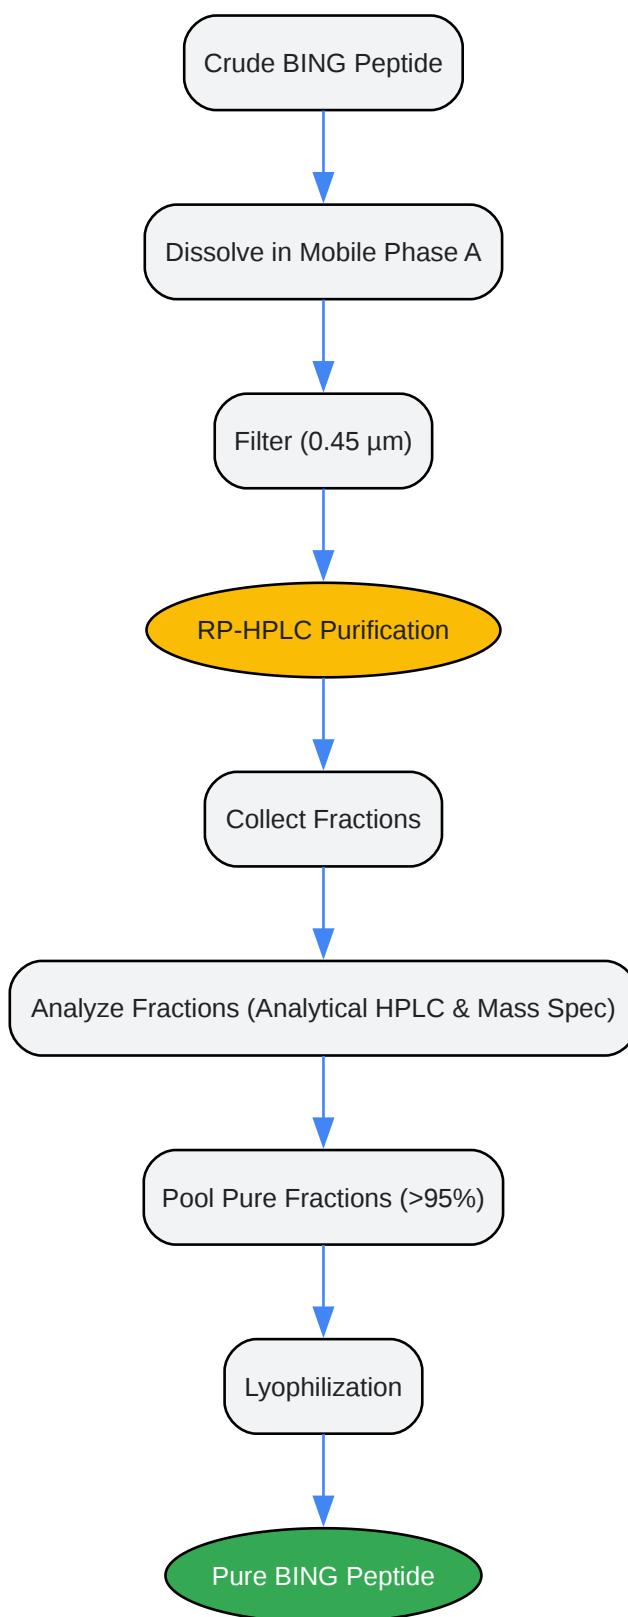 Crude BING Peptide
Dissolve in Mobile Phase A
Filter (0.45 µm)
RP-HPLC Purification
Collect Fractions
Analyze Fractions (Analytical HPLC & Mass Spec)
Pool Pure Fractions (>95%)
Lyophilization
Pure BING Peptide